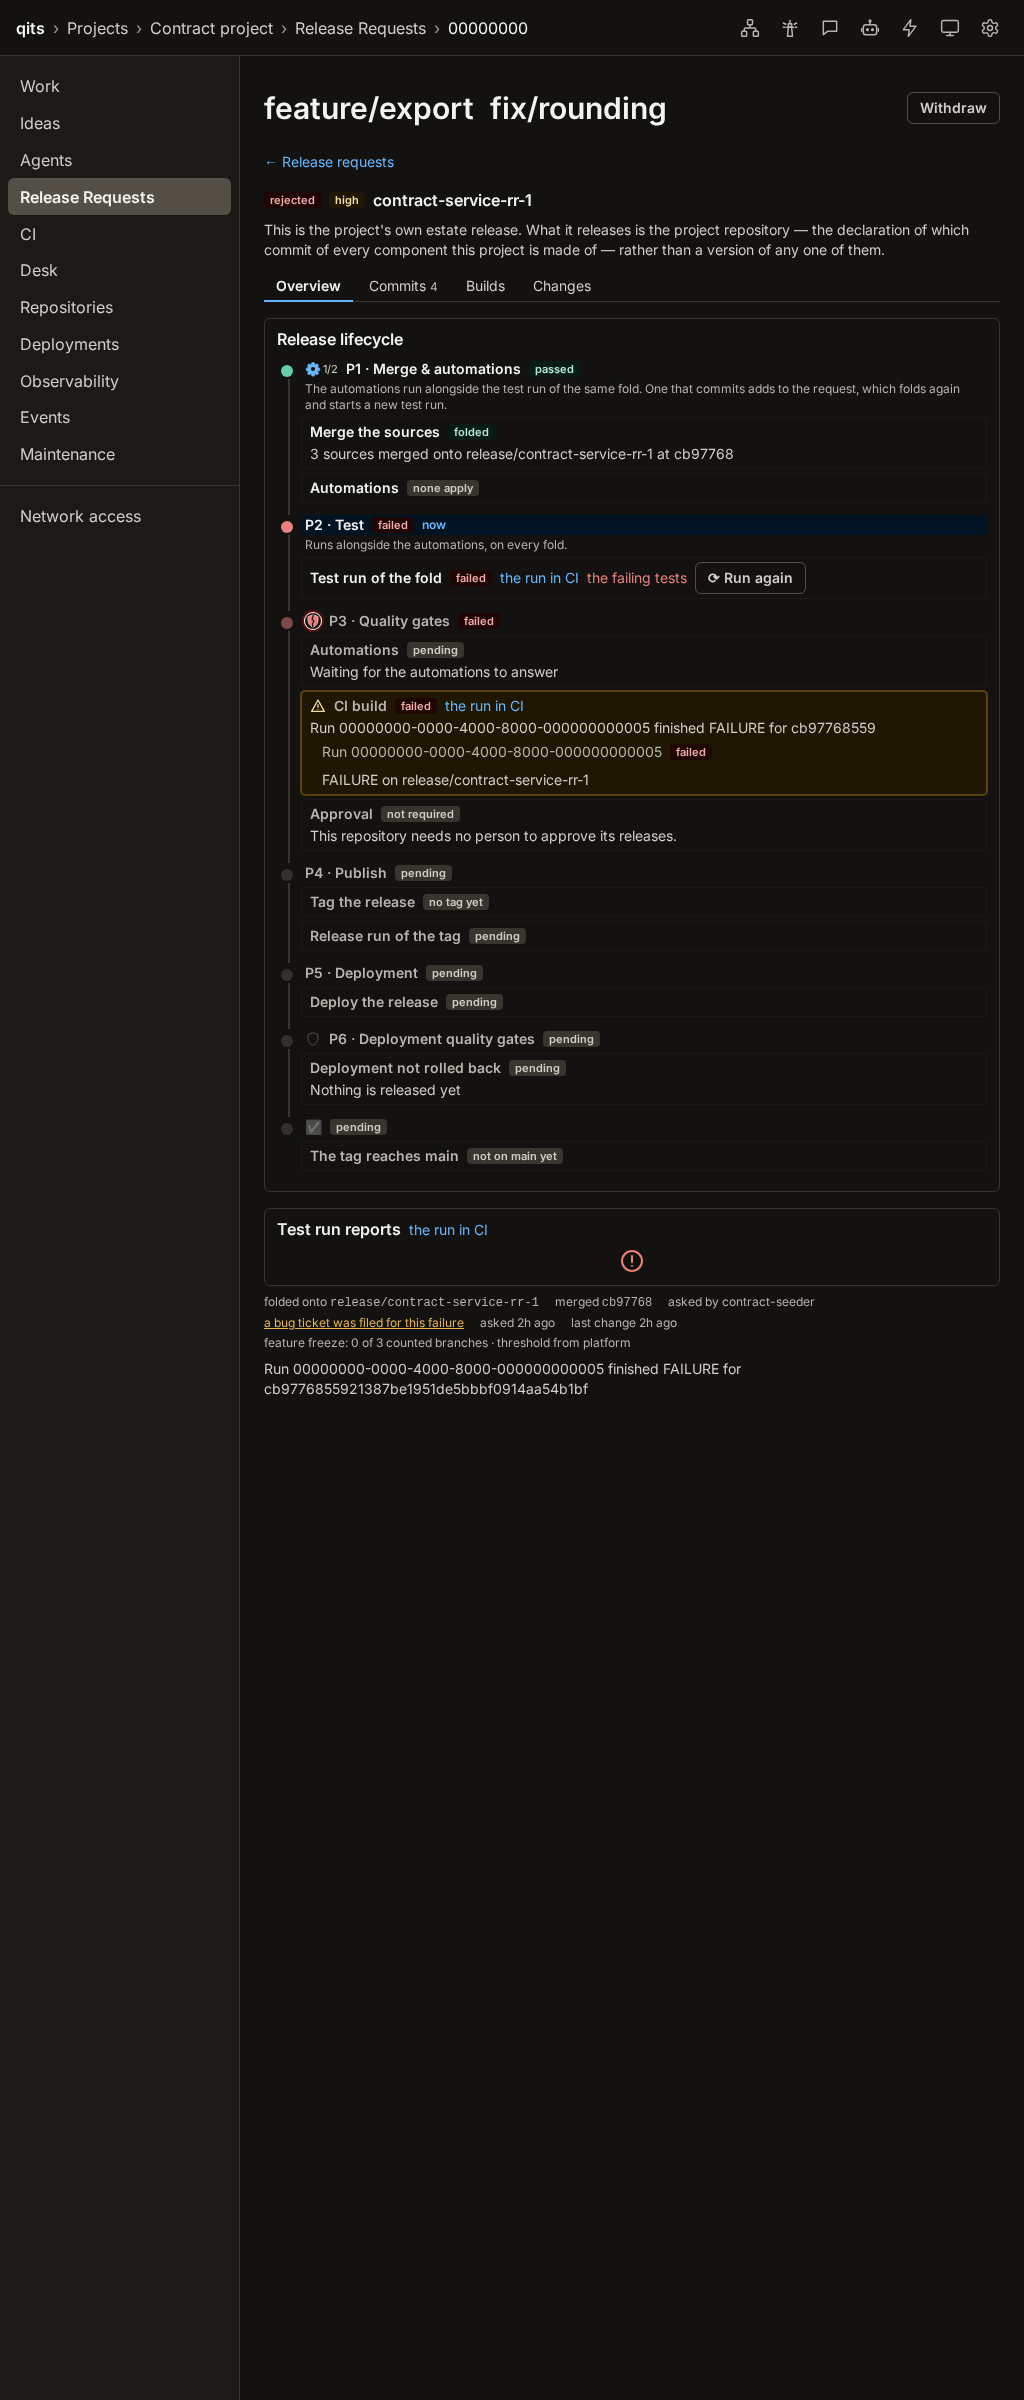 qits › Projects › Contract project › Release Requests › 00000000
Work
Ideas
Agents
Release Requests
CI
Desk
Repositories
Deployments
Observability
Events
Maintenance
Network access
feature/export fix/rounding
Withdraw
← Release requests
rejected high contract-service-rr-1
This is the project's own estate release. What it releases is the project repository — the declaration of which
commit of every component this project is made of — rather than a version of any one of them.
Overview Commits 4 Builds Changes
Release lifecycle
1/2 P1 · Merge & automations passed
The automations run alongside the test run of the same fold. One that commits adds to the request, which folds again
and starts a new test run.
Merge the sources folded
3 sources merged onto release/contract-service-rr-1 at cb97768
Automations none apply
P2 · Test failed now
Runs alongside the automations, on every fold.
Test run of the fold failed the run in CI the failing tests ⟳ Run again
P3 · Quality gates failed
Automations pending
Waiting for the automations to answer
CI build failed the run in CI
Run 00000000-0000-4000-8000-000000000005 finished FAILURE for cb97768559
Run 00000000-0000-4000-8000-000000000005 failed
FAILURE on release/contract-service-rr-1
Approval not required
This repository needs no person to approve its releases.
P4 · Publish pending
Tag the release no tag yet
Release run of the tag pending
P5 · Deployment pending
Deploy the release pending
P6 · Deployment quality gates pending
Deployment not rolled back pending
Nothing is released yet
pending
The tag reaches main not on main yet
Test run reports the run in CI
folded onto release/contract-service-rr-1 merged cb97768 asked by contract-seeder
a bug ticket was filed for this failure asked 2h ago last change 2h ago
feature freeze: 0 of 3 counted branches · threshold from platform
Run 00000000-0000-4000-8000-000000000005 finished FAILURE for
cb9776855921387be1951de5bbbf0914aa54b1bf